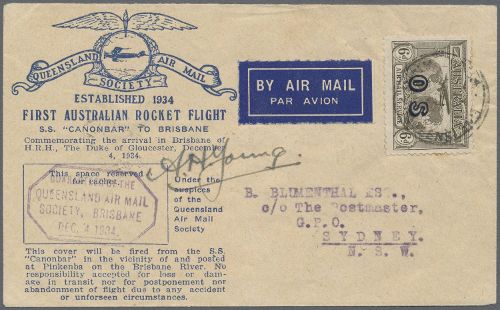 QUEENSLAND AIR MAIL
SOCIETY
ESTABLISHED 1934
FIRST AUSTRALIAN ROCKET FLIGHT
S.S. "CANONBAR" TO BRISBANE
Commemorating the arrival in Brisbane of
H.R.H., The Duke of Gloucester, December
4, 1934.
This space reserved
for cachet.
QUEENSLAND AIR MAIL
SOCIETY, BRISBANE
DEC. 4 1934.
Under the
auspices
of the
Queensland
Air Mail
Society
This cover will be fired from the S.S.
"Canonbar" in the vicinity of and posted
at Pinkenba on the Brisbane River. No
responsibility accepted for loss or dam-
age in transit nor for postponement nor
abandonment of flight due to any accident
or unforseen circumstances.
Young.
BY AIR MAIL
PAR AVION
6D
6D
AUSTRALIA
OS
B. BLUMENTHAL ESQ.,
c/o The Postmaster,
G.P.O.
SYDNEY.
N. S. W.